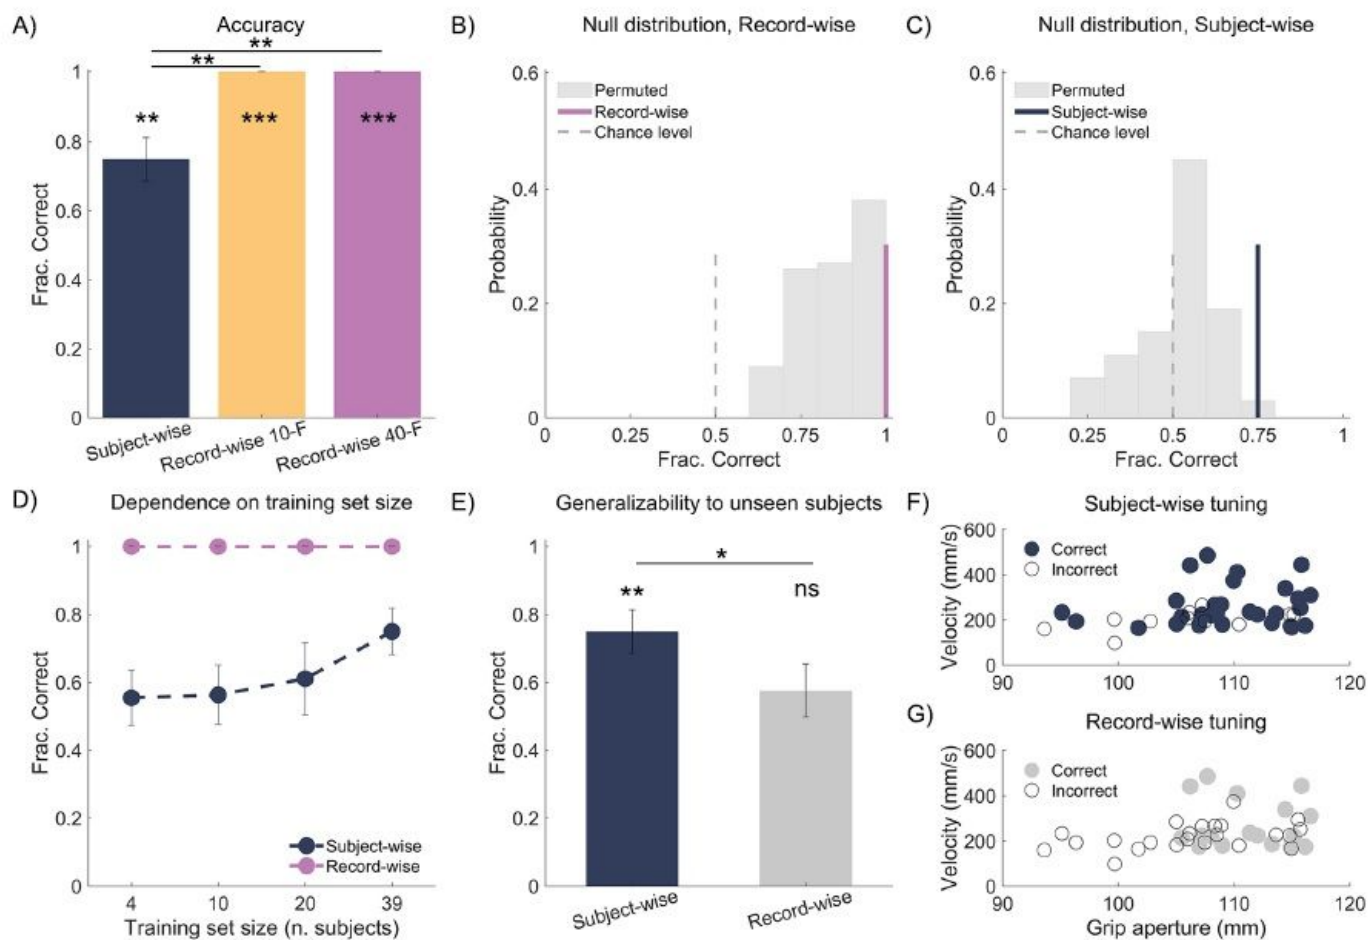 A)
Accuracy
**
**
1
**
***
***
0.8
0.6
0.4
0.2
0
Frac. Correct
Subject-wise
Record-wise 10-F
Record-wise 40-F
B)
Null distribution, Record-wise
0.6
Permuted
Record-wise
Chance level
0.4
0.2
0
Probability
0
0.25
0.5
0.75
1
Frac. Correct
C)
Null distribution, Subject-wise
0.6
Permuted
Subject-wise
Chance level
0.4
0.2
0
Probability
0
0.25
0.5
0.75
1
Frac. Correct
D)
Dependence on training set size
1
0.8
0.6
0.4
0.2
0
Frac. Correct
Subject-wise
Record-wise
4
10
20
39
Training set size (n. subjects)
E)
Generalizability to unseen subjects
*
**
ns
1
0.8
0.6
0.4
0.2
0
Frac. Correct
Subject-wise
Record-wise
F)
Subject-wise tuning
600
400
200
0
Velocity (mm/s)
Correct
Incorrect
90
100
110
120
G)
Record-wise tuning
600
400
200
0
Velocity (mm/s)
Correct
Incorrect
90
100
110
120
Grip aperture (mm)